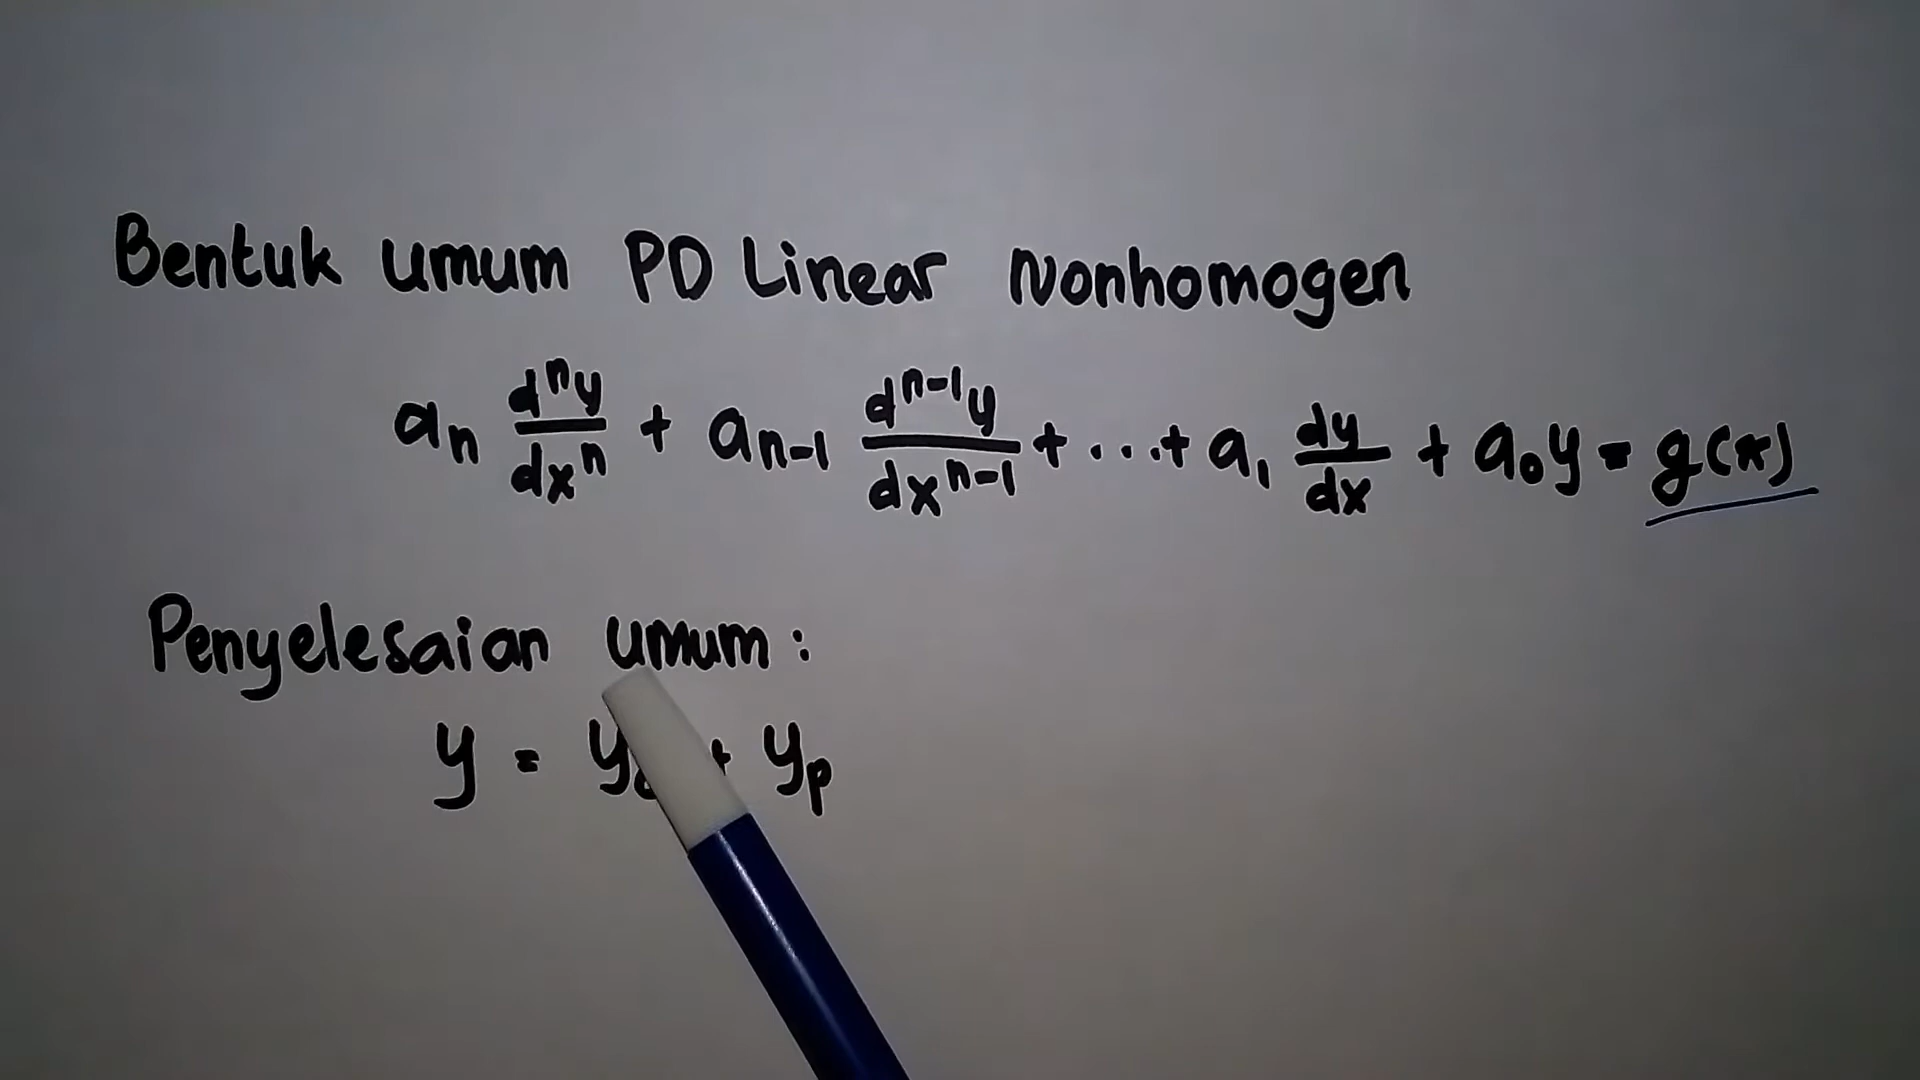 Bentuk umum PD Linear Nonhomogen
aₙ dⁿy/dxⁿ + aₙ₋₁ dⁿ⁻¹y/dxⁿ⁻¹ + ... + a₁ dy/dx + a₀y = g(x)
Penyelesaian umum:
y = y + yₚ